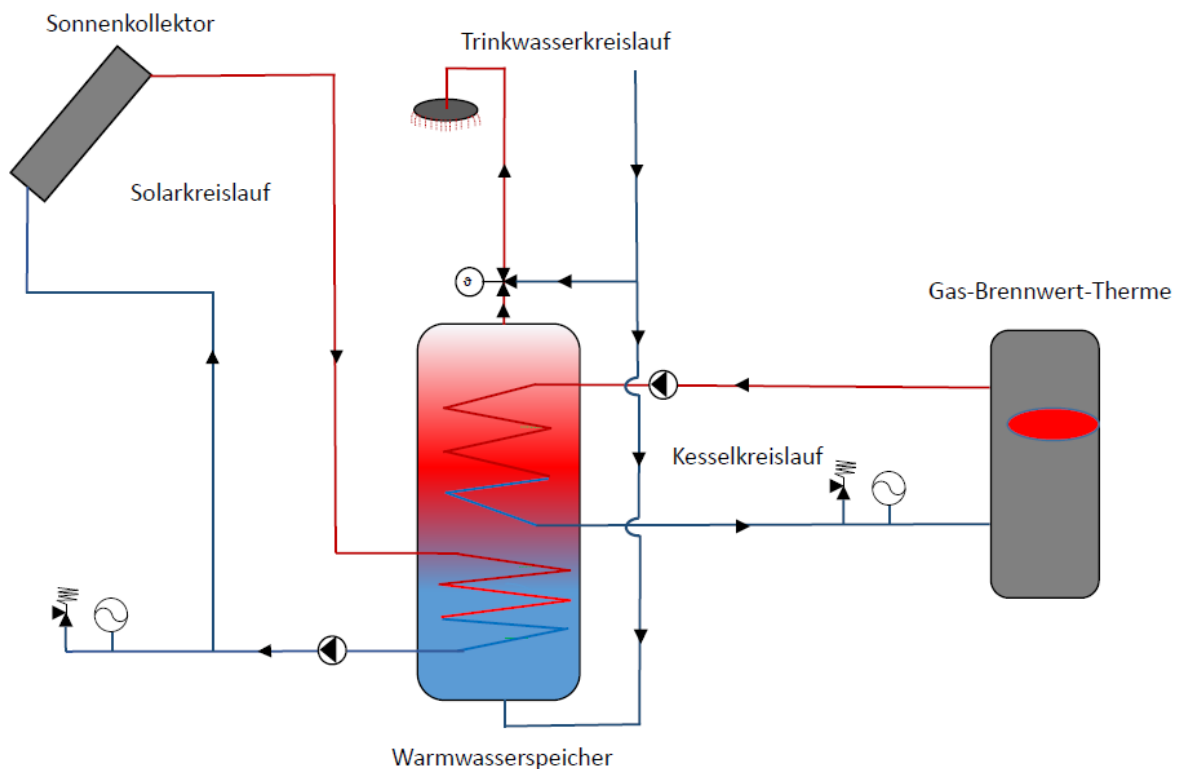 Sonnenkollektor
Trinkwasserkreislauf
Solarkreislauf
ϑ
Gas-Brennwert-Therme
Kesselkreislauf
Warmwasserspeicher